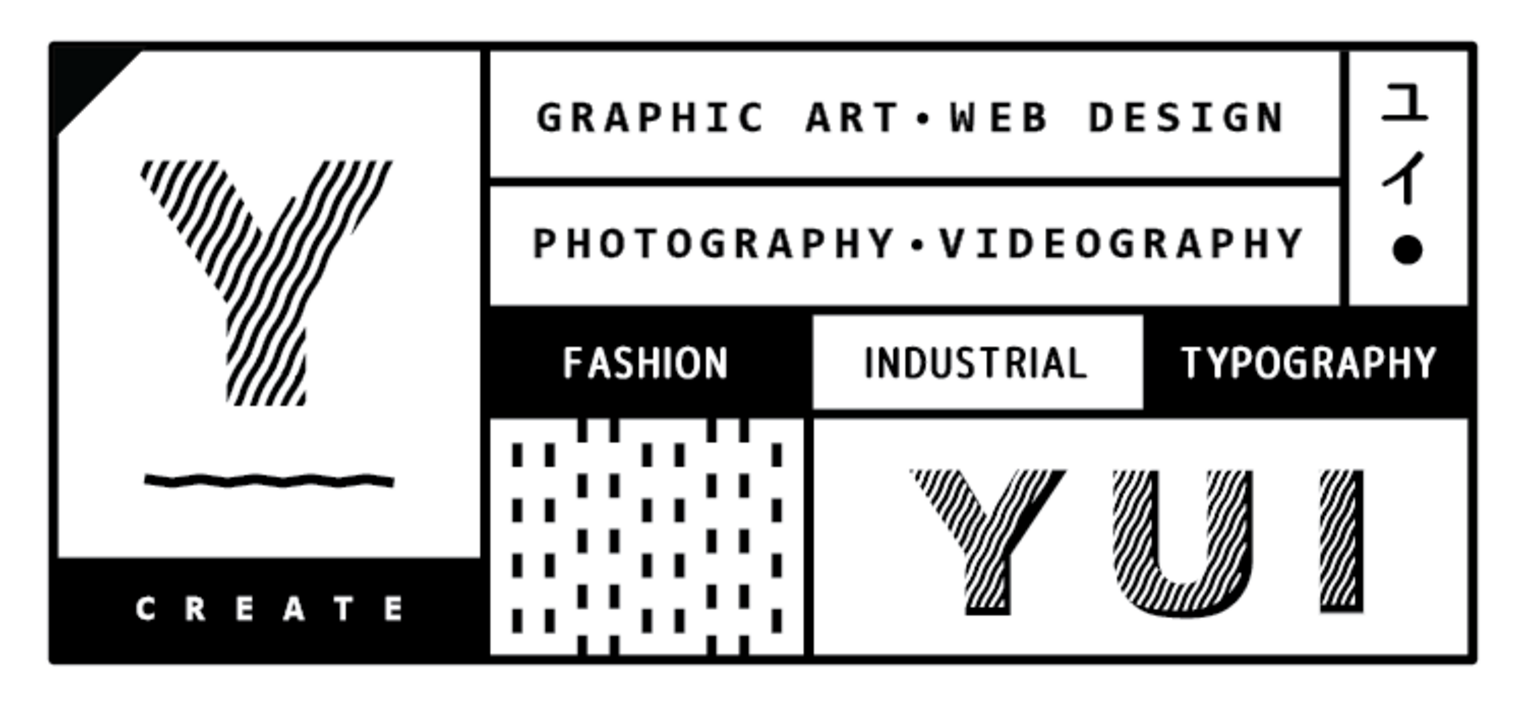 Y
CREATE
GRAPHIC ART•WEB DESIGN
PHOTOGRAPHY•VIDEOGRAPHY
ユイ●
FASHION
INDUSTRIAL
TYPOGRAPHY
YUI